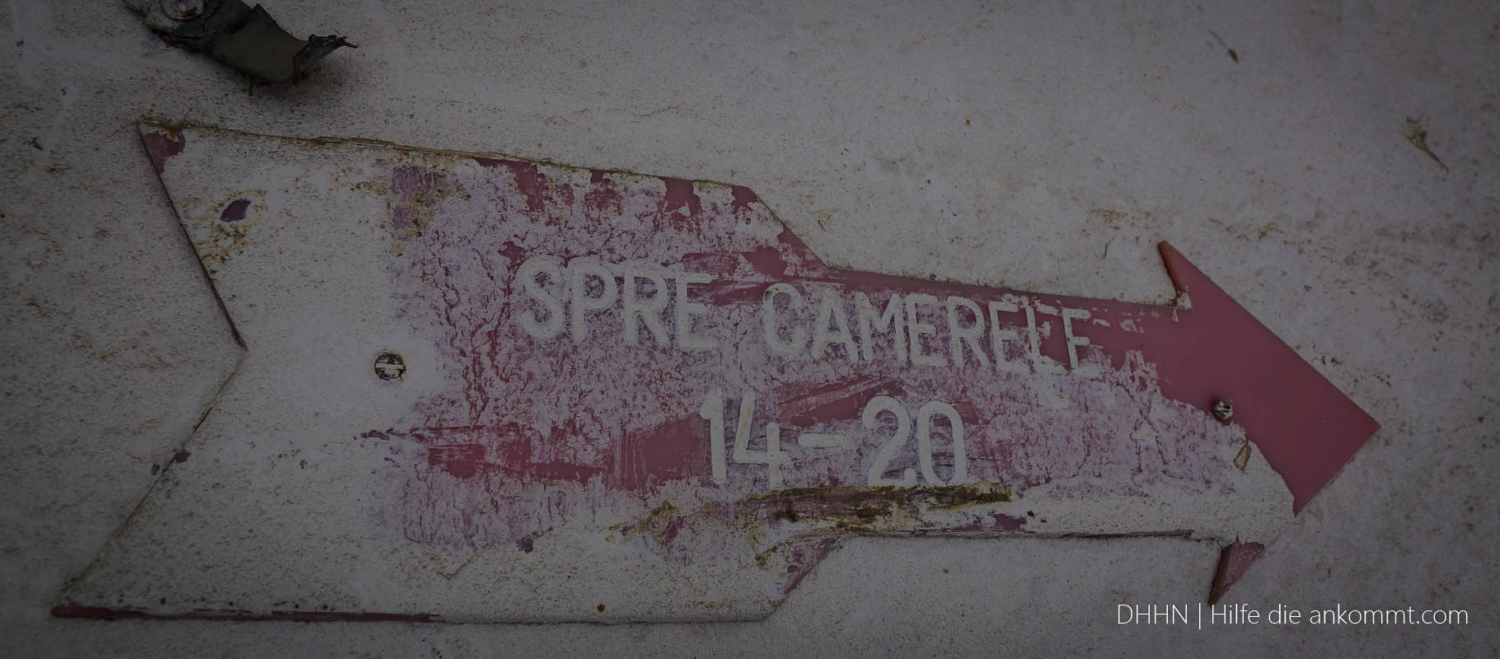 SPRE CAMERELE
14-20
DHHN | Hilfe die ankommt.com